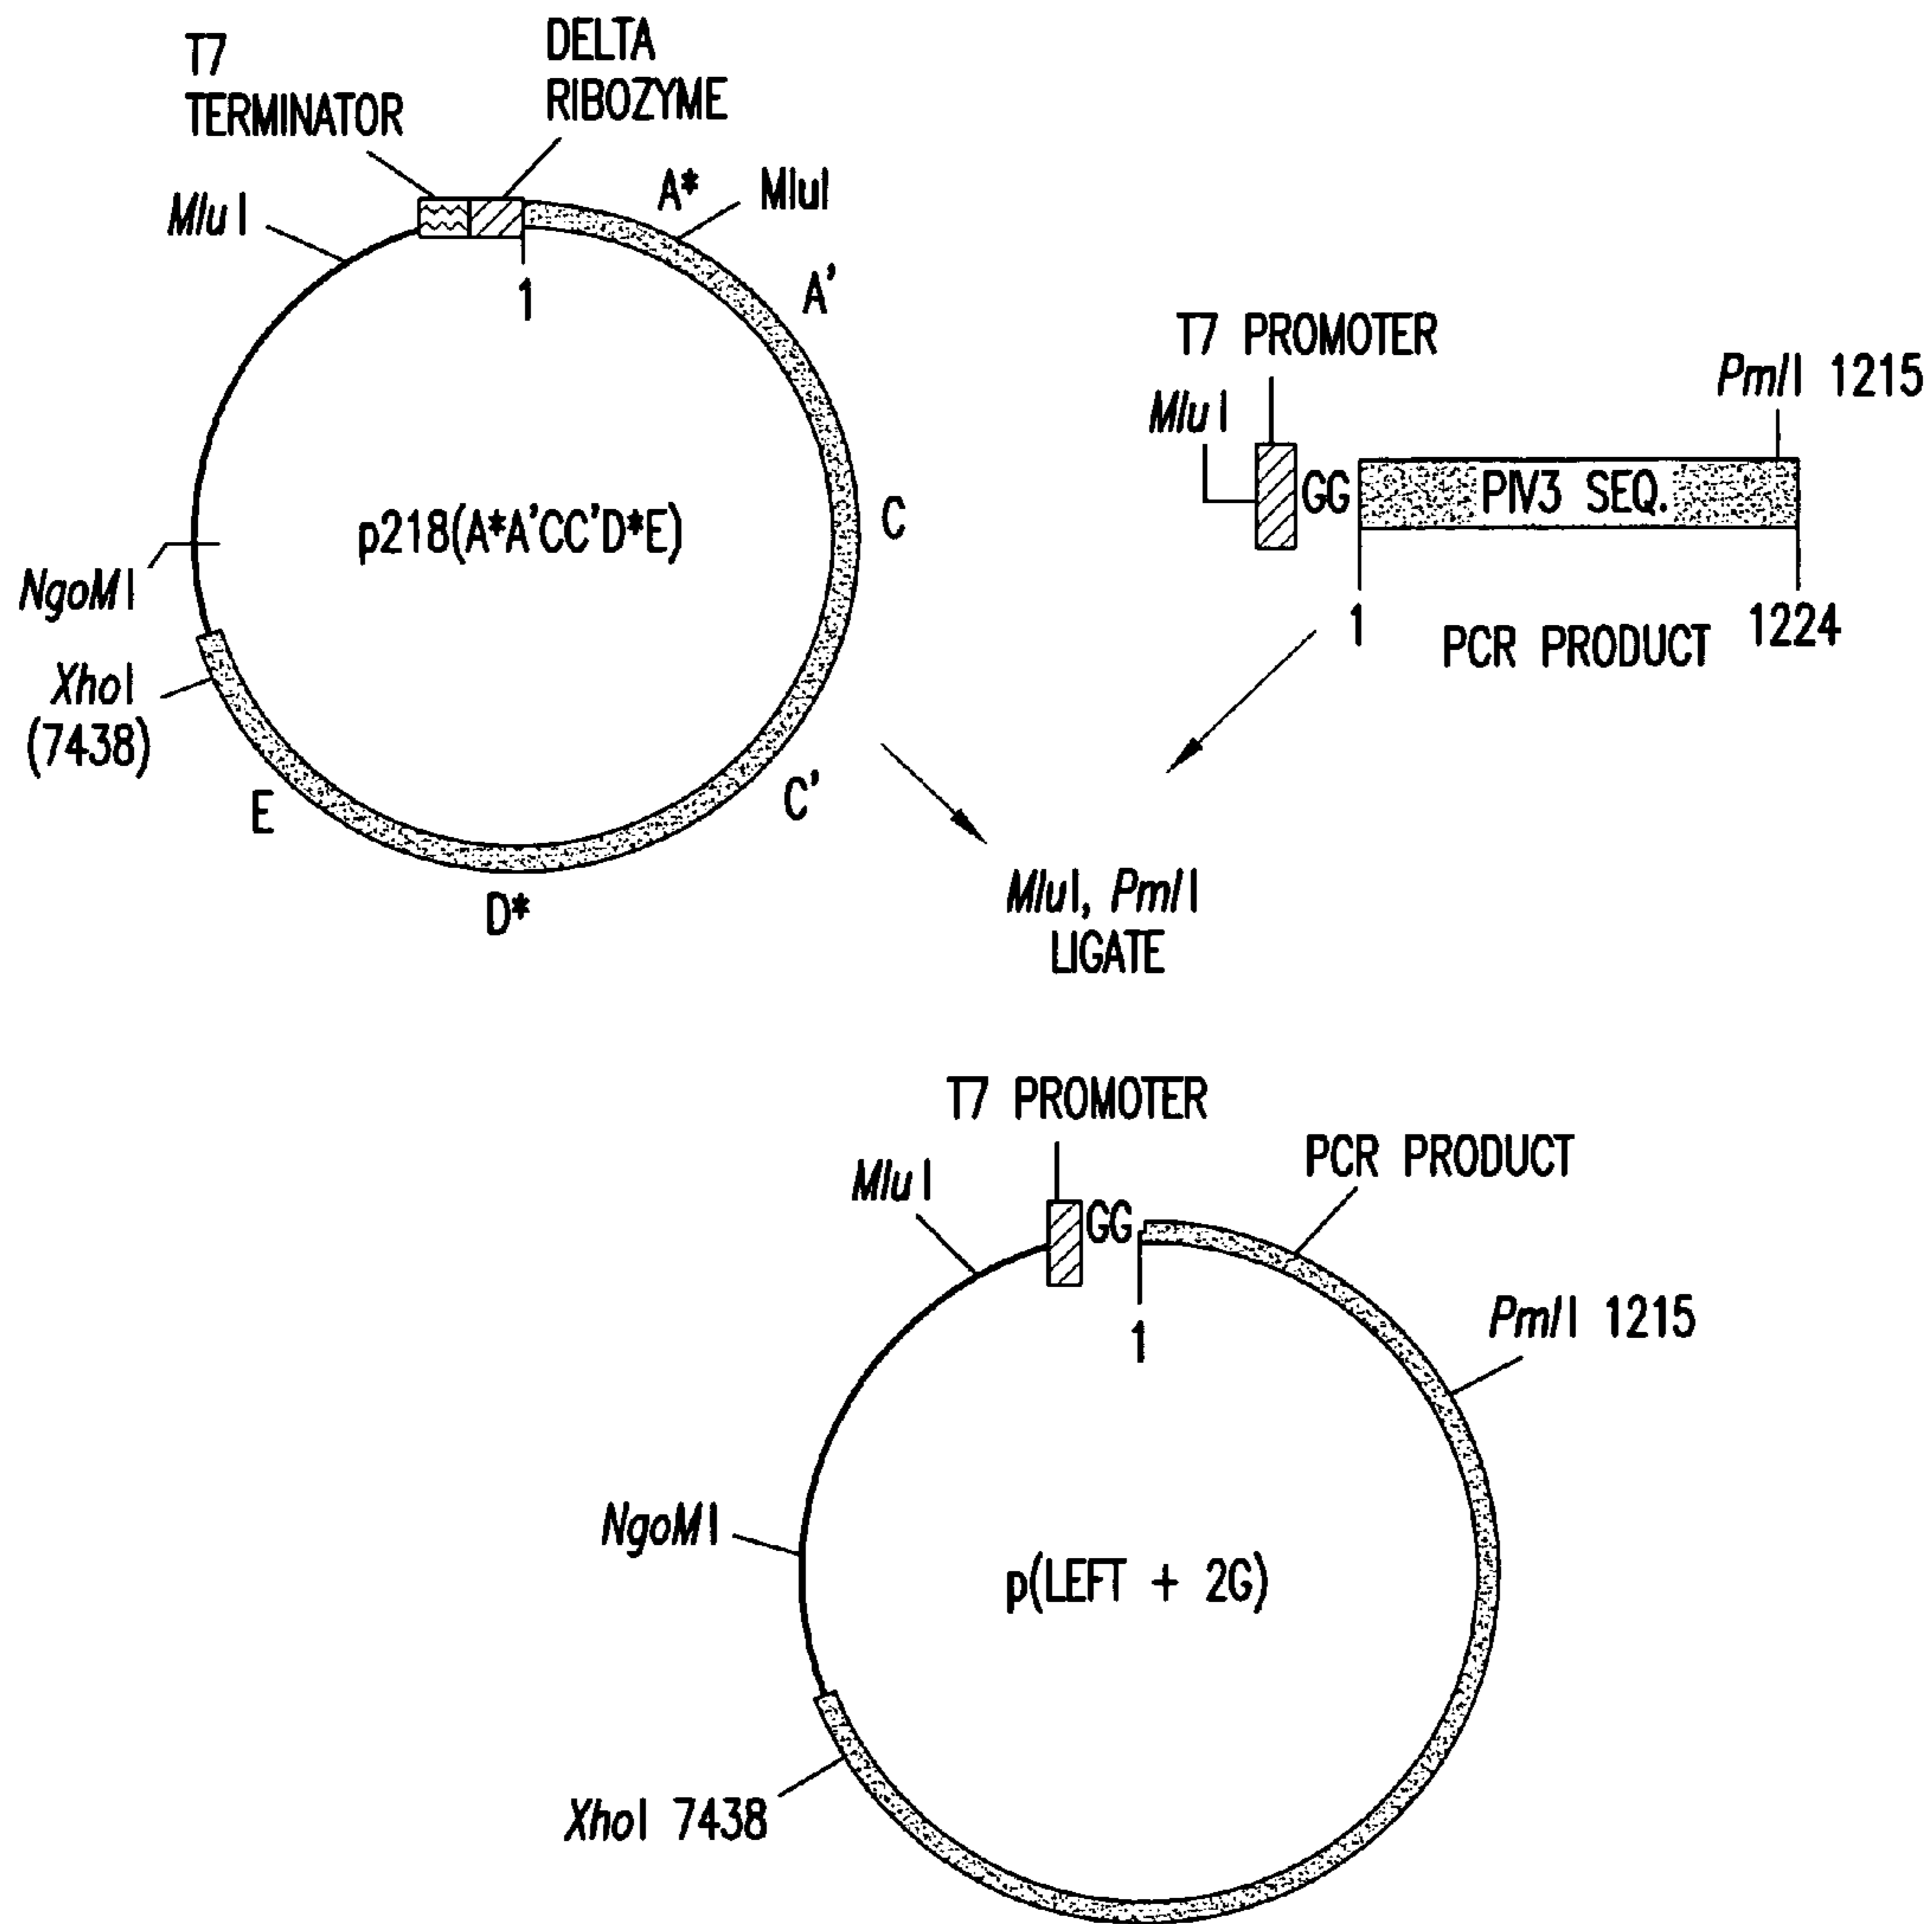 T7
TERMINATOR
DELTA
RIBOZYME
MluI
A*
MluI
A'
1
p218(A*A'CC'D*E)
C
NgoMI
XhoI
(7438)
E
C'
D*
T7 PROMOTER
MluI
PmlI 1215
GG
PIV3 SEQ.
1
PCR PRODUCT
1224
MluI, PmlI
LIGATE
T7 PROMOTER
MluI
GG
PCR PRODUCT
1
PmlI 1215
NgoMI
p(LEFT + 2G)
XhoI 7438